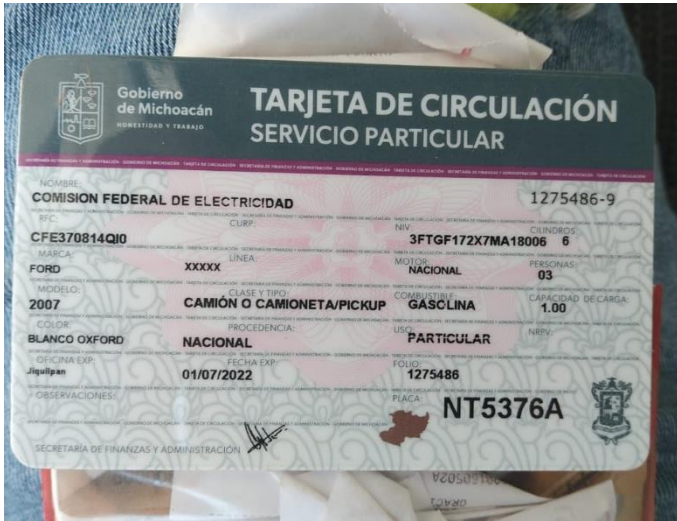 Gobierno
de Michoacán
HONESTIDAD Y TRABAJO
TARJETA DE CIRCULACIÓN
SERVICIO PARTICULAR
NOMBRE:
COMISION FEDERAL DE ELECTRICIDAD
1275486-9
RFC: CURP: NIV: CILINDROS:
CFE370814QI0 3FTGF172X7MA18006 6
MARCA: LÍNEA: MOTOR: PERSONAS:
FORD XXXXX NACIONAL 03
MODELO: CLASE Y TIPO: COMBUSTIBLE: CAPACIDAD DE CARGA:
2007 CAMIÓN O CAMIONETA/PICKUP GASOLINA 1.00
COLOR: PROCEDENCIA: USO: NRPV:
BLANCO OXFORD NACIONAL PARTICULAR
OFICINA EXP: FECHA EXP: FOLIO:
Jiquilpan 01/07/2022 1275486
OBSERVACIONES: PLACA:
NT5376A
SECRETARÍA DE FINANZAS Y ADMINISTRACIÓN